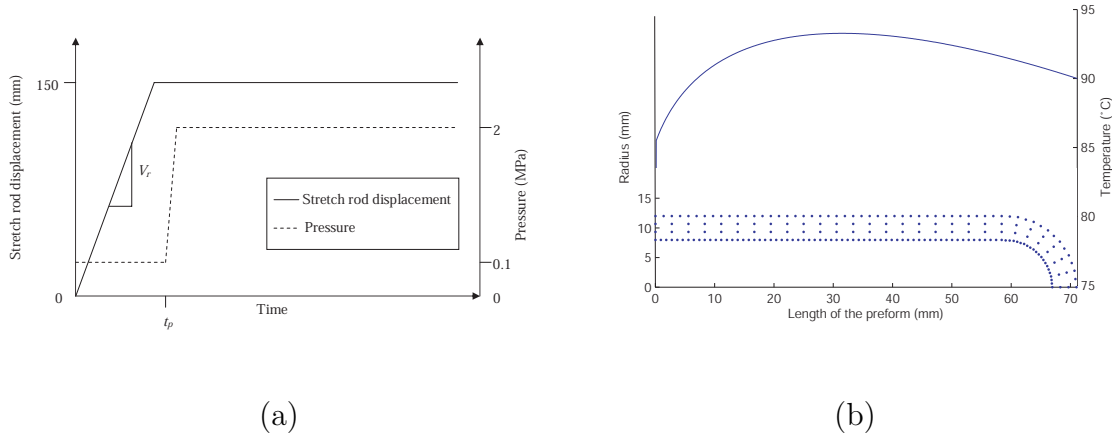 Stretch rod displacement (mm)
150
0
V_r
Stretch rod displacement
Pressure
t_p
Time
Pressure (MPa)
2
0.1
0
(a)
Radius (mm)
15
10
5
0
0
10
20
30
40
50
60
70
Length of the preform (mm)
95
90
85
80
75
Temperature (°C)
(b)